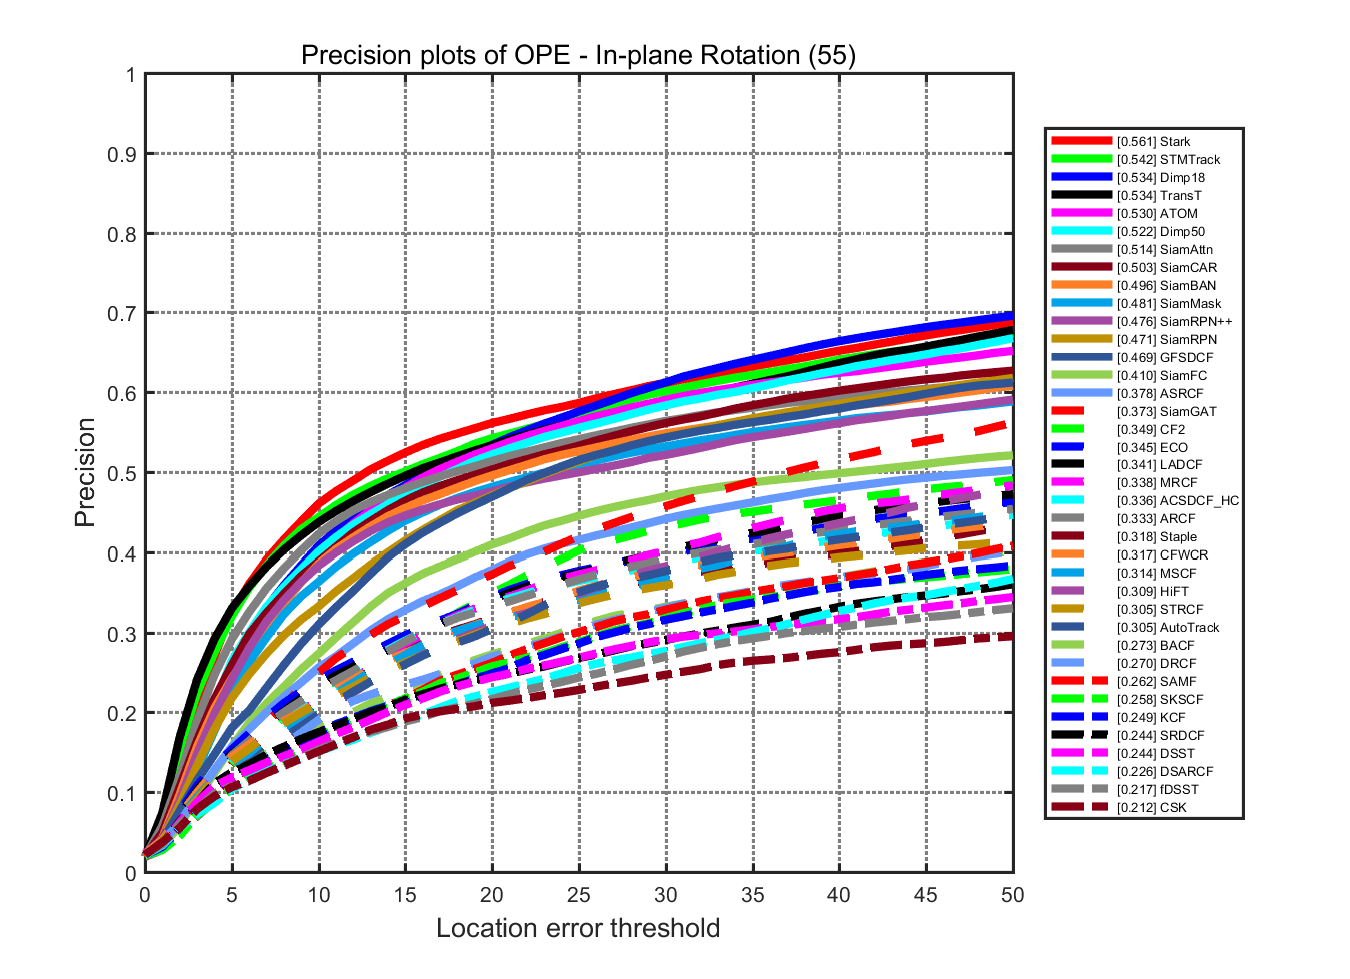 Precision plots of OPE - In-plane Rotation (55)
1
0.9
0.8
0.7
0.6
0.5
0.4
0.3
0.2
0.1
0
Precision
0 5 10 15 20 25 30 35 40 45 50
Location error threshold
[0.561] Stark
[0.542] STMTrack
[0.534] Dimp18
[0.534] TransT
[0.530] ATOM
[0.522] Dimp50
[0.514] SiamAttn
[0.503] SiamCAR
[0.496] SiamBAN
[0.481] SiamMask
[0.476] SiamRPN++
[0.471] SiamRPN
[0.469] GFSDCF
[0.410] SiamFC
[0.378] ASRCF
[0.373] SiamGAT
[0.349] CF2
[0.345] ECO
[0.341] LADCF
[0.338] MRCF
[0.336] ACSDCF_HC
[0.333] ARCF
[0.318] Staple
[0.317] CFWCR
[0.314] MSCF
[0.309] HiFT
[0.305] STRCF
[0.305] AutoTrack
[0.273] BACF
[0.270] DRCF
[0.262] SAMF
[0.258] SKSCF
[0.249] KCF
[0.244] SRDCF
[0.244] DSST
[0.226] DSARCF
[0.217] fDSST
[0.212] CSK